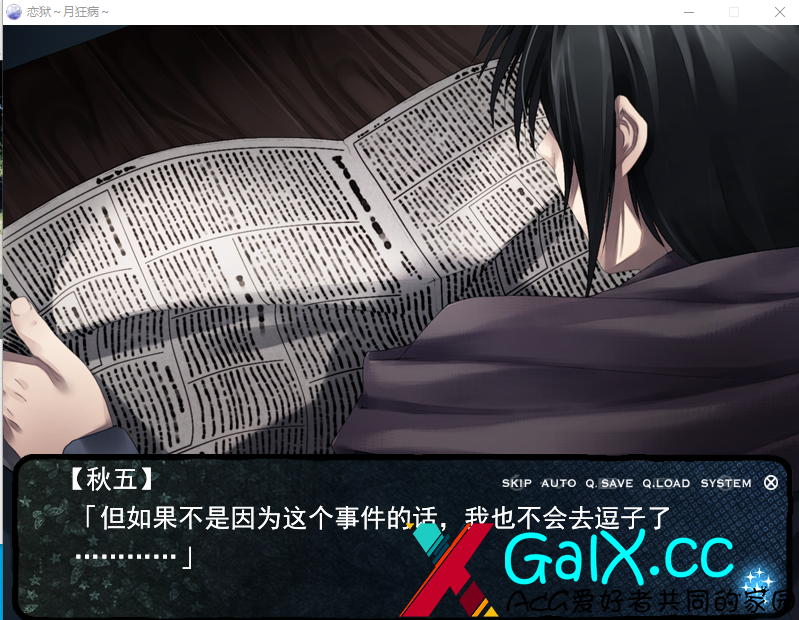 恋狱～月狂病～
【秋五】
SKIP AUTO Q.SAVE Q.LOAD SYSTEM
「但如果不是因为这个事件的话，我也不会去逗子了
…………」
GalX.cc
ACG爱好者共同的家园